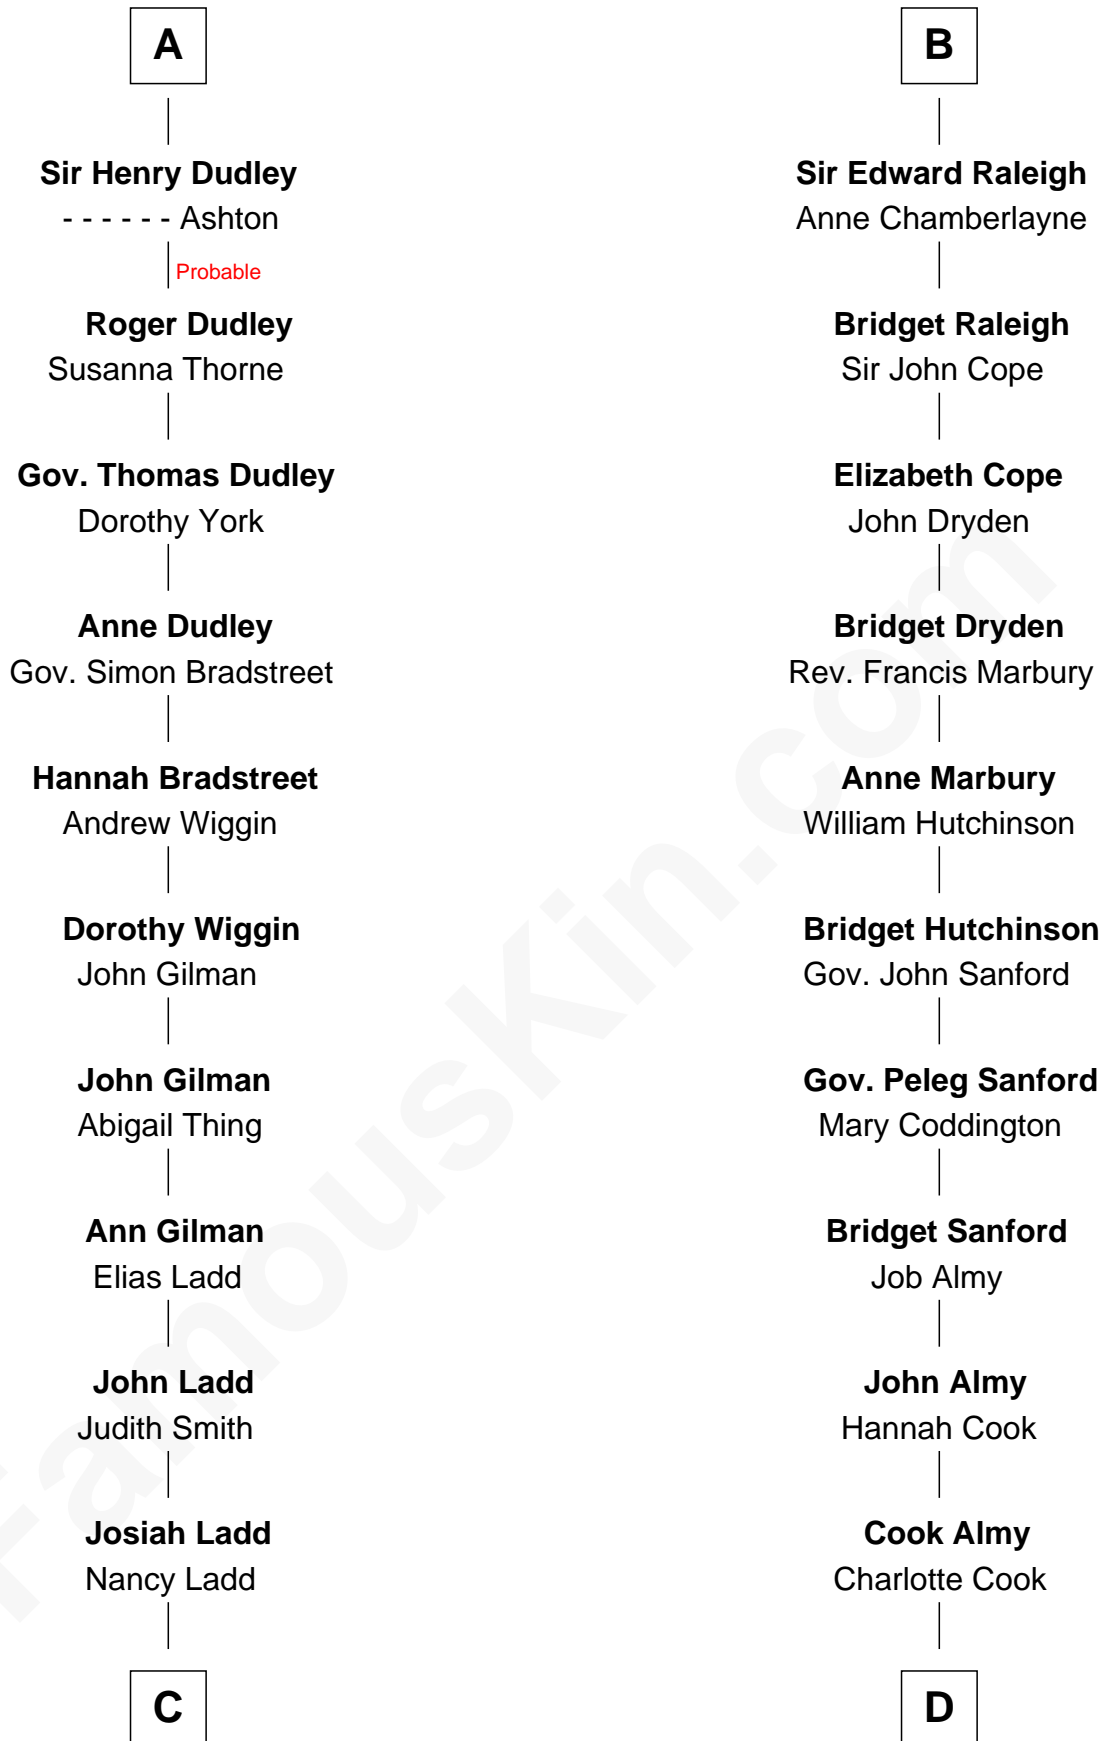 A
Sir Henry Dudley
- - - - - - Ashton
Probable
Roger Dudley
Susanna Thorne
Gov. Thomas Dudley
Dorothy York
Anne Dudley
Gov. Simon Bradstreet
Hannah Bradstreet
Andrew Wiggin
Dorothy Wiggin
John Gilman
John Gilman
Abigail Thing
Ann Gilman
Elias Ladd
John Ladd
Judith Smith
Josiah Ladd
Nancy Ladd
C
B
Sir Edward Raleigh
Anne Chamberlayne
Bridget Raleigh
Sir John Cope
Elizabeth Cope
John Dryden
Bridget Dryden
Rev. Francis Marbury
Anne Marbury
William Hutchinson
Bridget Hutchinson
Gov. John Sanford
Gov. Peleg Sanford
Mary Coddington
Bridget Sanford
Job Almy
John Almy
Hannah Cook
Cook Almy
Charlotte Cook
D
FamousKin.com